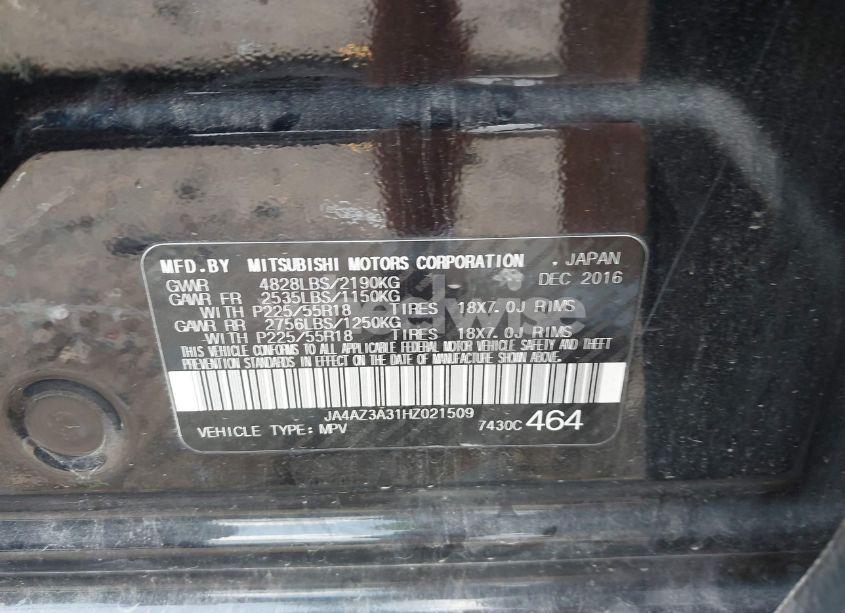 MFD.BY MITSUBISHI MOTORS CORPORATION . JAPAN
GVWR 4828LBS/2190KG DEC 2016
GAWR FR 2535LBS/1150KG
WITH P225/55R18 TIRES 18X7.0J RIMS
GAWR RR 2756LBS/1250KG
WITH P225/55R18 TIRES 18X7.0J RIMS
THIS VEHICLE CONFORMS TO ALL APPLICABLE FEDERAL MOTOR VEHICLE SAFETY AND THEFT
PREVENTION STANDARDS IN EFFECT ON THE DATE OF MANUFACTURE SHOWN ABOVE.
JA4AZ3A31HZ021509
VEHICLE TYPE: MPV 7430C 464